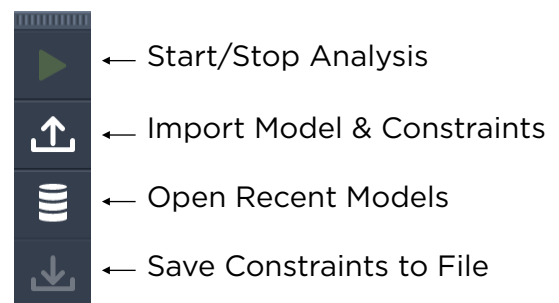 Start/Stop Analysis
Import Model & Constraints
Open Recent Models
Save Constraints to File